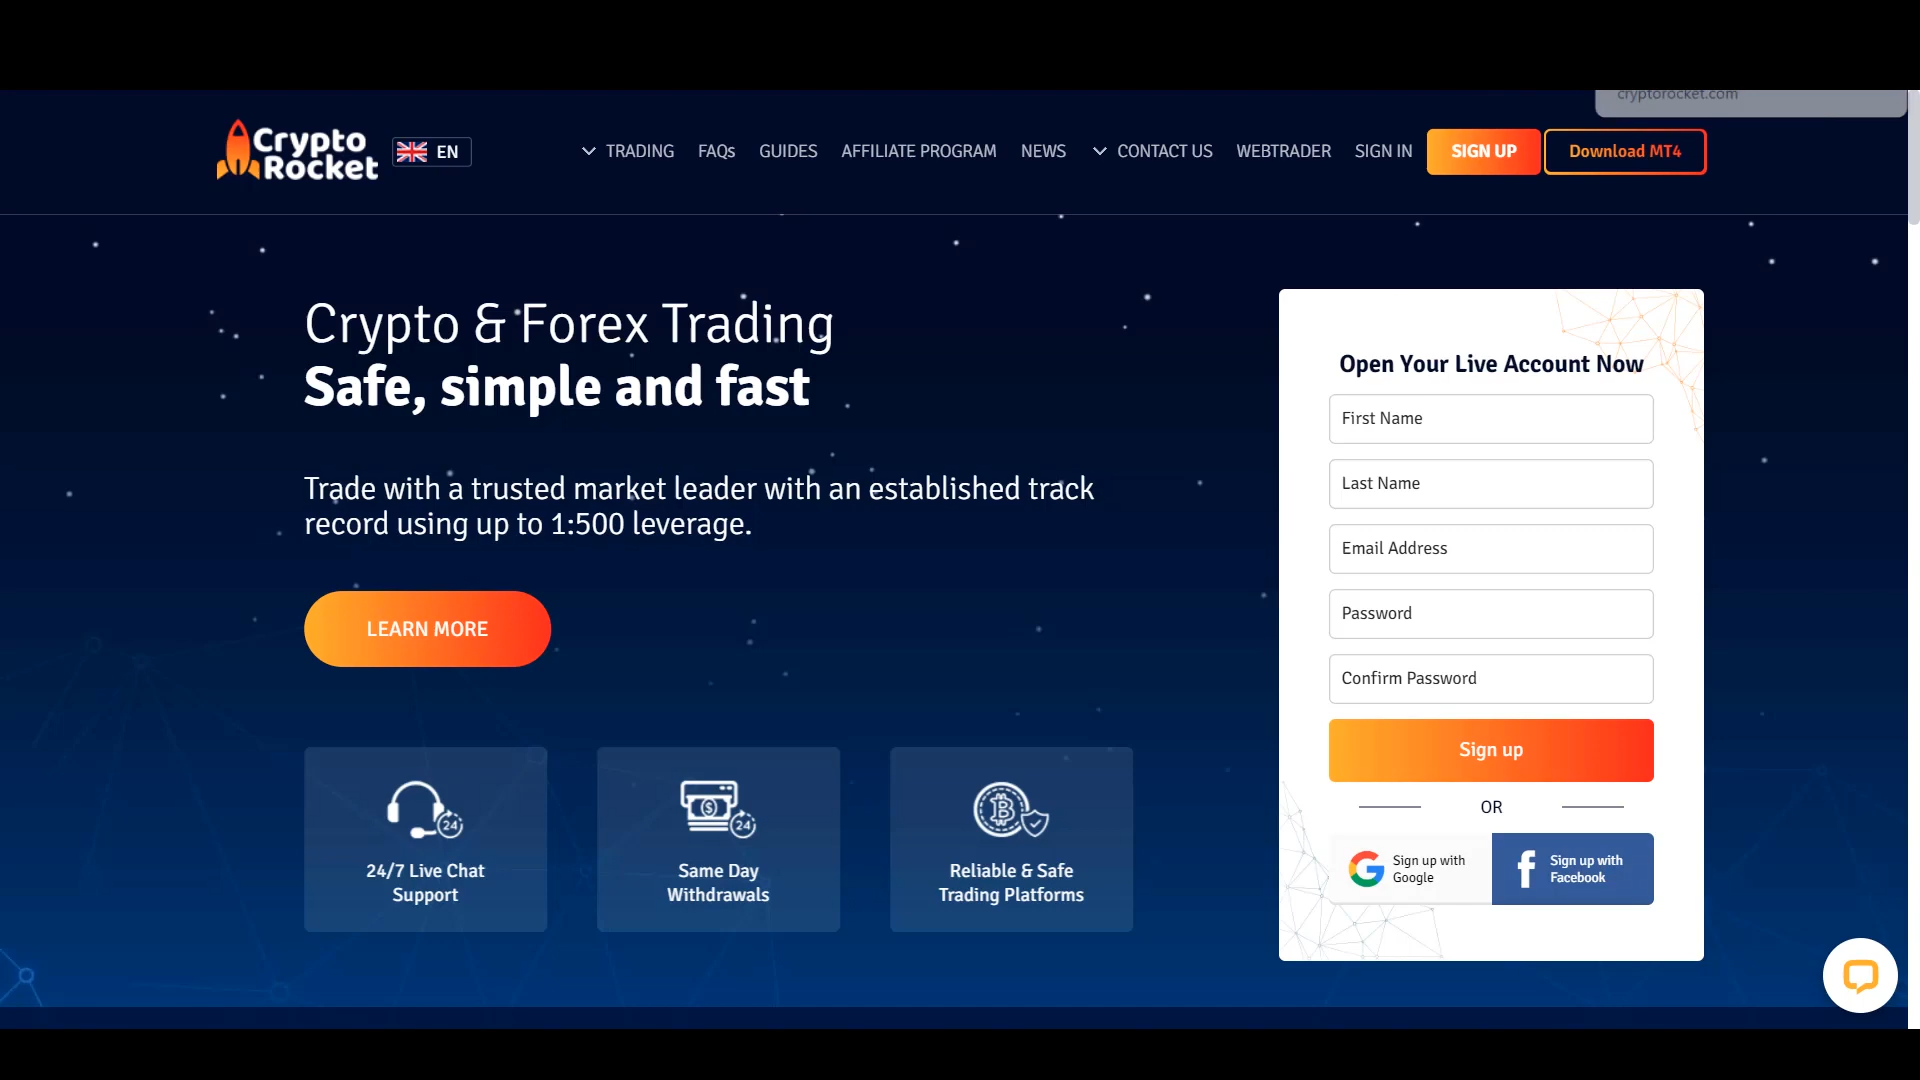 cryptorocket.com
Crypto
Rocket
EN
TRADING
FAQs
GUIDES
AFFILIATE PROGRAM
NEWS
CONTACT US
WEBTRADER
SIGN IN
SIGN UP
Download MT4
Crypto & Forex Trading
Safe, simple and fast
Trade with a trusted market leader with an established track
record using up to 1:500 leverage.
LEARN MORE
24
24/7 Live Chat
Support
24
Same Day
Withdrawals
Reliable & Safe
Trading Platforms
Open Your Live Account Now
First Name
Last Name
Email Address
Password
Confirm Password
Sign up
OR
Sign up with
Google
Sign up with
Facebook